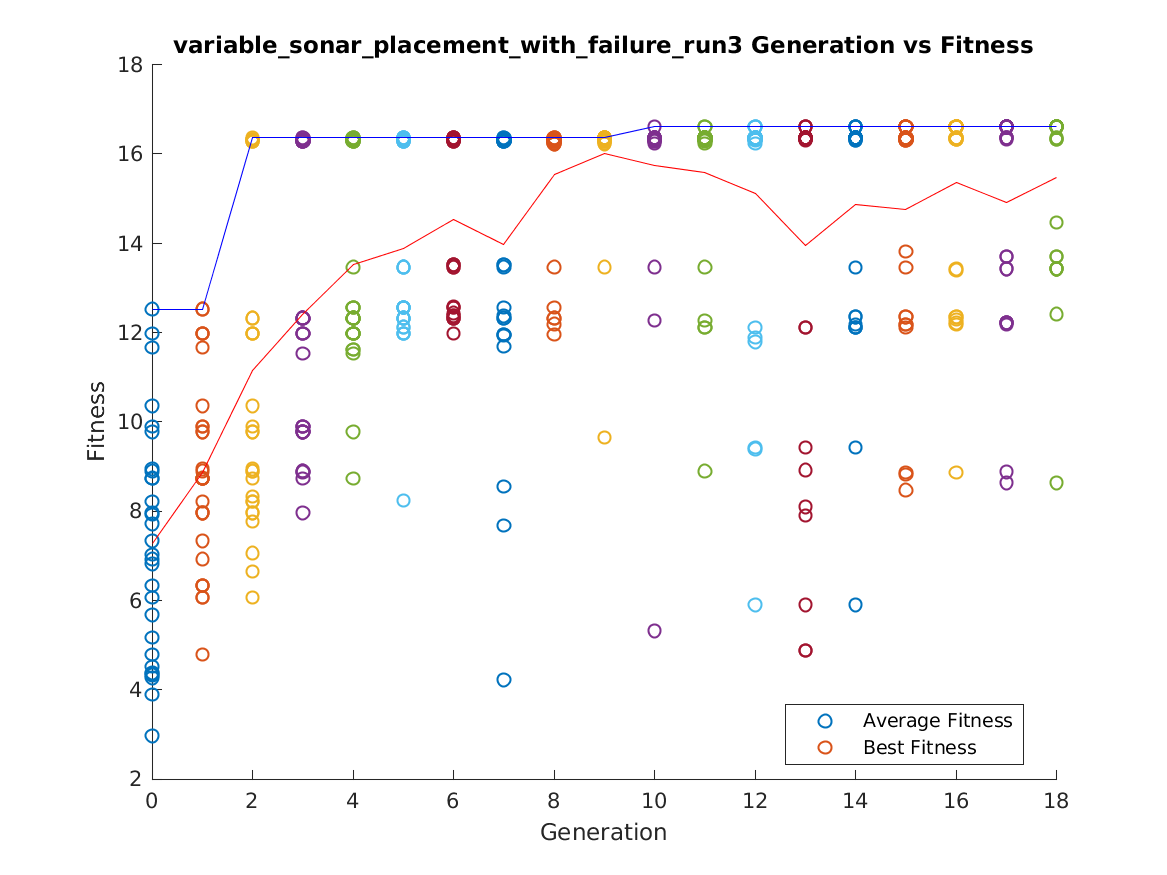 variable_sonar_placement_with_failure_run3 Generation vs Fitness
18
16
14
12
10
8
6
4
2
Fitness
0 2 4 6 8 10 12 14 16 18
Generation
Average Fitness
Best Fitness